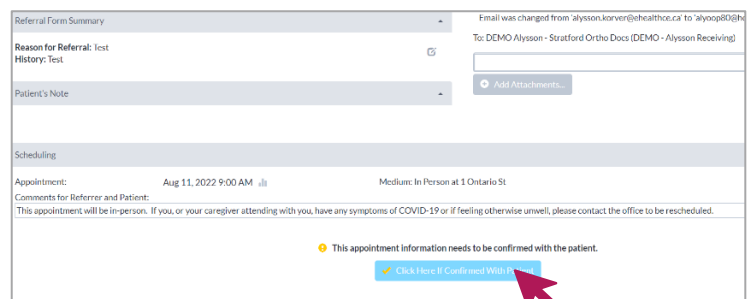 Referral Form Summary
Reason for Referral: Test
History: Test
Patient's Note
Email was changed from 'alysson.korver@ehealthce.ca' to 'alyoop80@h
To: DEMO Alysson - Stratford Ortho Docs (DEMO - Alysson Receiving)
Add Attachments...
Scheduling
Appointment: Aug 11, 2022 9:00 AM Medium: In Person at 1 Ontario St
Comments for Referrer and Patient:
This appointment will be in-person. If you, or your caregiver attending with you, have any symptoms of COVID-19 or if feeling otherwise unwell, please contact the office to be rescheduled.
This appointment information needs to be confirmed with the patient.
Click Here If Confirmed With Patient